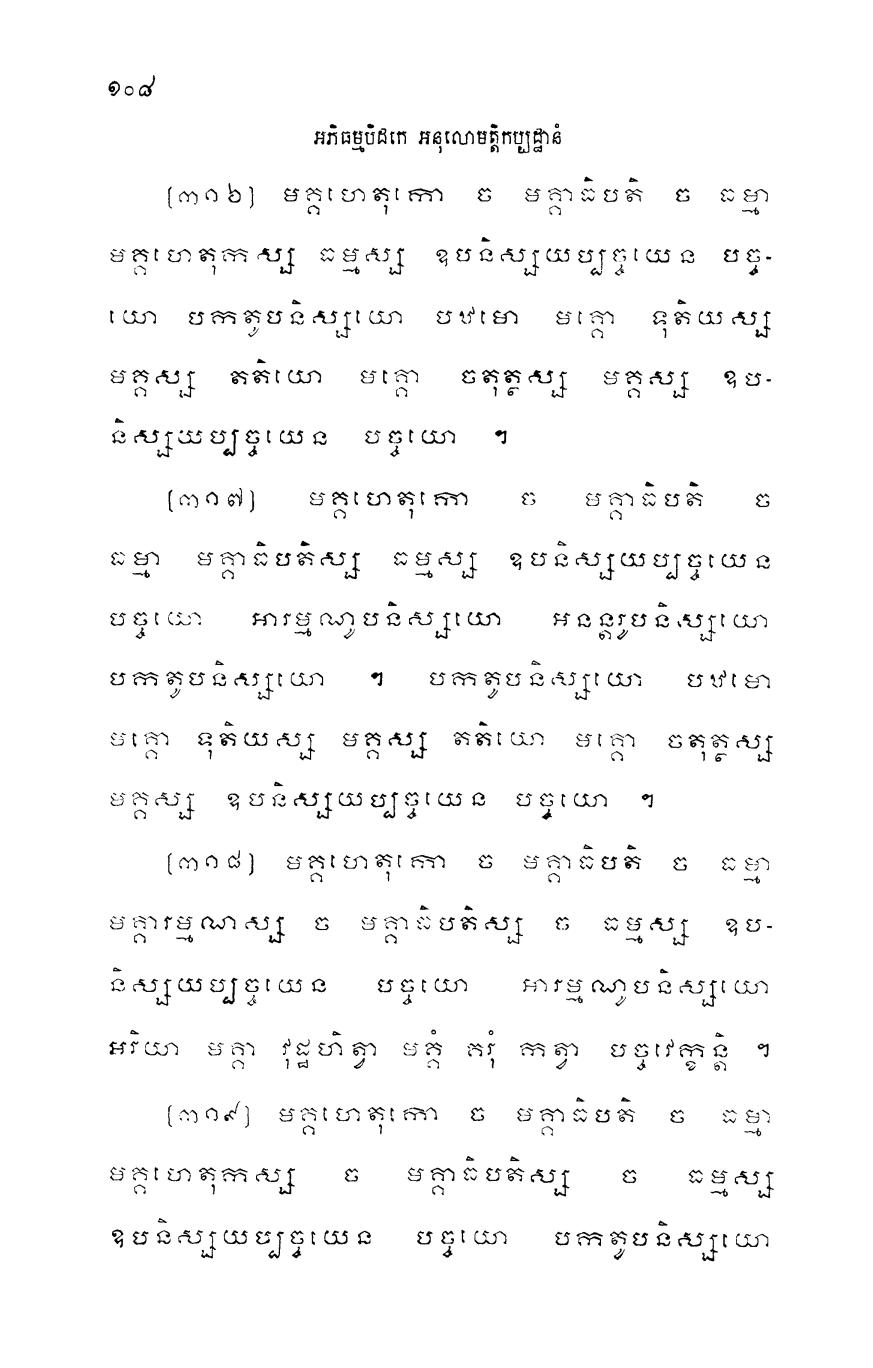 ១០៨
អភិធម្មបិដកេ អនុលោមត្តិកប្បដ្ឋានំ
(៣១៦) មគ្គហេតុកោ ច មគ្គាធិបតិ ច ធម្មា
មគ្គហេតុកស្ស ធម្មស្ស ឧបនិស្សយប្បច្ចយេន បច្ច-
យោ បកតូបនិស្សយោ បឋមោ មគ្គោ ទុតិយស្ស
មគ្គស្ស តតិយោ មគ្គោ ចតុត្ថស្ស មគ្គស្ស ឧប-
និស្សយប្បច្ចយេន បច្ចយោ ។
(៣១៧) មគ្គហេតុកោ ច មគ្គាធិបតិ ច
ធម្មា មគ្គាធិបតិស្ស ធម្មស្ស ឧបនិស្សយប្បច្ចយេន
បច្ចយោ អារម្មណូបនិស្សយោ អនន្តរូបនិស្សយោ
បកតូបនិស្សយោ ។ បកតូបនិស្សយោ បឋមោ
មគ្គោ ទុតិយស្ស មគ្គស្ស តតិយោ មគ្គោ ចតុត្ថស្ស
មគ្គស្ស ឧបនិស្សយប្បច្ចយេន បច្ចយោ ។
(៣១៨) មគ្គហេតុកោ ច មគ្គាធិបតិ ច ធម្មា
មគ្គារម្មណស្ស ច មគ្គាធិបតិស្ស ច ធម្មស្ស ឧប-
និស្សយប្បច្ចយេន បច្ចយោ អារម្មណូបនិស្សយោ
អរិយា មគ្គា វុដ្ឋហិត្វា មគ្គំ គរុំ កត្វា បច្ចវេក្ខន្តិ ។
(៣១៩) មគ្គហេតុកោ ច មគ្គាធិបតិ ច ធម្មា
មគ្គហេតុកស្ស ច មគ្គាធិបតិស្ស ច ធម្មស្ស
ឧបនិស្សយប្បច្ចយេន បច្ចយោ បកតូបនិស្សយោ